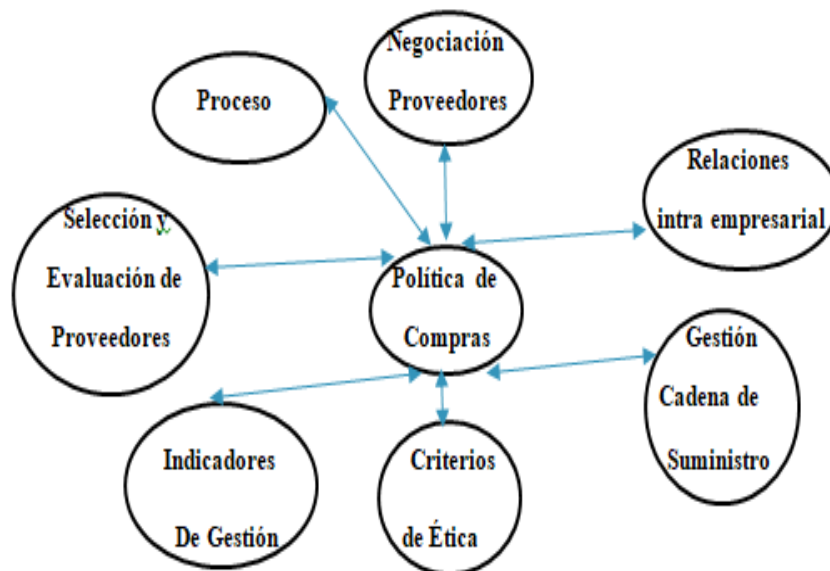 Negociación
Proveedores
Proceso
Relaciones
intra empresarial
Selección y
Evaluación de
Proveedores
Política de
Compras
Gestión
Cadena de
Suministro
Indicadores
De Gestión
Criterios
de Ética